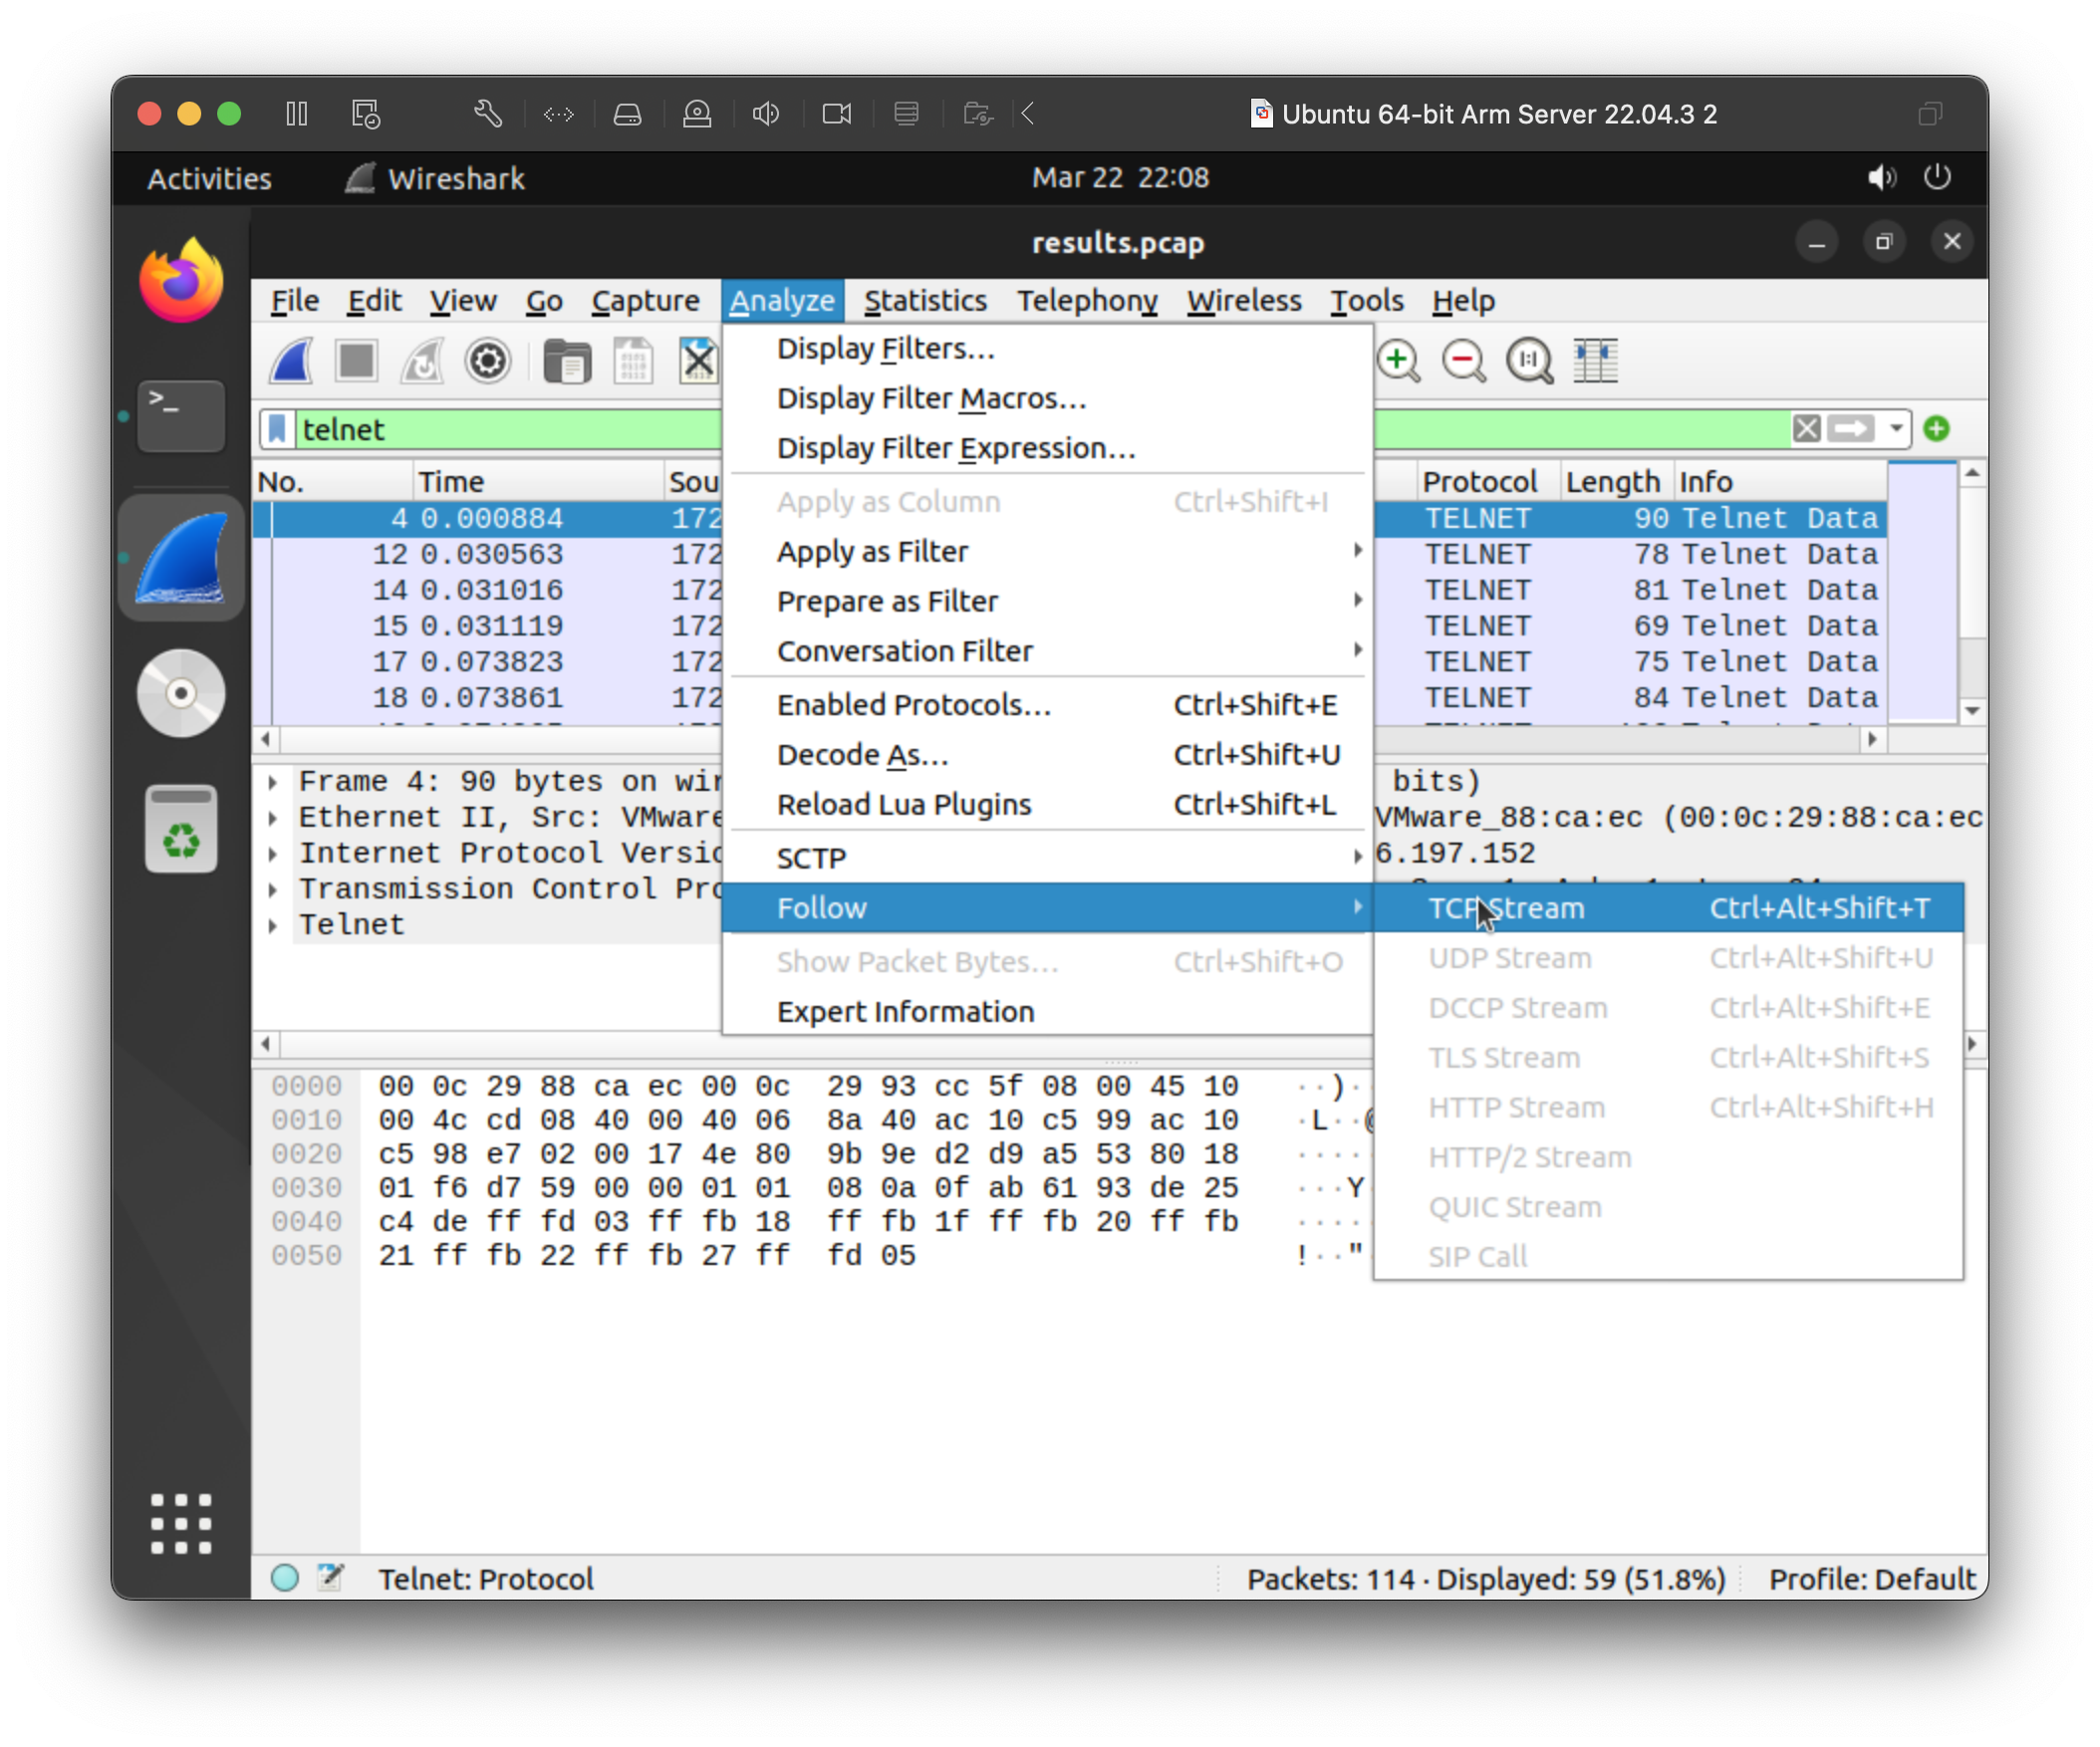 Ubuntu 64-bit Arm Server 22.04.3 2
Activities Wireshark Mar 22 22:08
results.pcap
File Edit View Go Capture Analyze Statistics Telephony Wireless Tools Help
telnet
No. Time Sou Protocol Length Info
4 0.000884 172 TELNET 90 Telnet Data
12 0.030563 172 TELNET 78 Telnet Data
14 0.031016 172 TELNET 81 Telnet Data
15 0.031119 172 TELNET 69 Telnet Data
17 0.073823 172 TELNET 75 Telnet Data
18 0.073861 172 TELNET 84 Telnet Data
Display Filters...
Display Filter Macros...
Display Filter Expression...
Apply as Column Ctrl+Shift+I
Apply as Filter
Prepare as Filter
Conversation Filter
Enabled Protocols... Ctrl+Shift+E
Decode As... Ctrl+Shift+U
Reload Lua Plugins Ctrl+Shift+L
SCTP
Follow
Show Packet Bytes... Ctrl+Shift+O
Expert Information
TCP Stream Ctrl+Alt+Shift+T
UDP Stream Ctrl+Alt+Shift+U
DCCP Stream Ctrl+Alt+Shift+E
TLS Stream Ctrl+Alt+Shift+S
HTTP Stream Ctrl+Alt+Shift+H
HTTP/2 Stream
QUIC Stream
SIP Call
Frame 4: 90 bytes on wir bits)
Ethernet II, Src: VMware VMware_88:ca:ec (00:0c:29:88:ca:ec
Internet Protocol Versio 6.197.152
Transmission Control Pro
Telnet
0000 00 0c 29 88 ca ec 00 0c 29 93 cc 5f 08 00 45 10 ··)·
0010 00 4c cd 08 40 00 40 06 8a 40 ac 10 c5 99 ac 10 ·L··@
0020 c5 98 e7 02 00 17 4e 80 9b 9e d2 d9 a5 53 80 18 ·····
0030 01 f6 d7 59 00 00 01 01 08 0a 0f ab 61 93 de 25 ···Y·
0040 c4 de ff fd 03 ff fb 18 ff fb 1f ff fb 20 ff fb ·····
0050 21 ff fb 22 ff fb 27 ff fd 05 !··"·
Telnet: Protocol Packets: 114 · Displayed: 59 (51.8%) Profile: Default